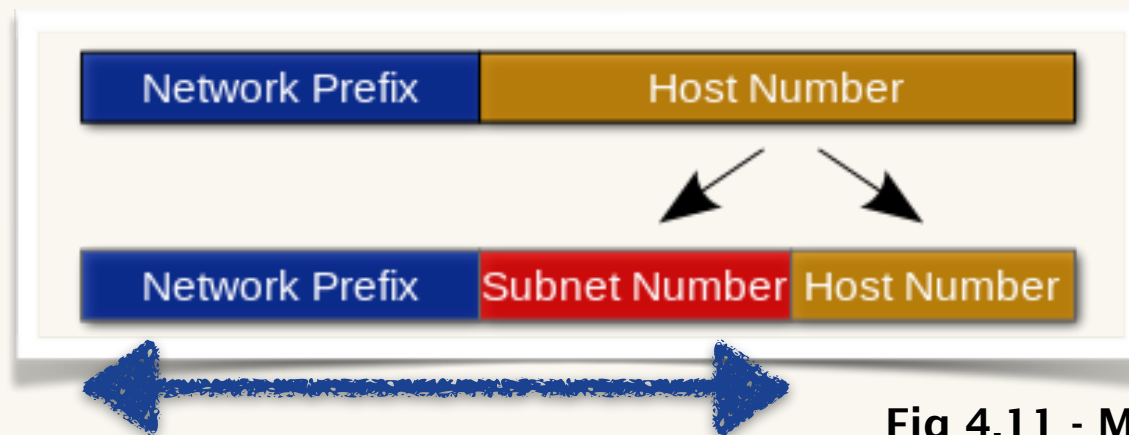 Network Prefix Host Number
Network Prefix Subnet Number Host Number
Fig 4.11 - M